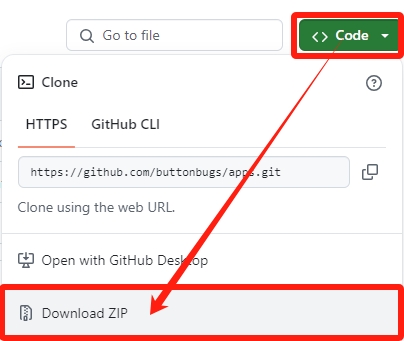 Go to file
<> Code
Clone
HTTPS GitHub CLI
https://github.com/buttonbugs/apps.git
Clone using the web URL.
Open with GitHub Desktop
Download ZIP